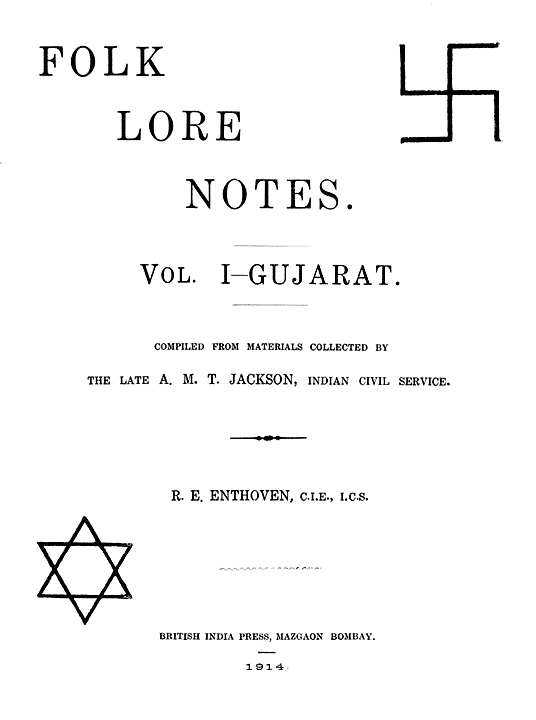 FOLK
LORE
NOTES.
VOL. I—GUJARAT.
COMPILED FROM MATERIALS COLLECTED BY
THE LATE A. M. T. JACKSON, INDIAN CIVIL SERVICE.
R. E. ENTHOVEN, C.I.E., I.C.S.
BRITISH INDIA PRESS, MAZGAON BOMBAY.
1914.